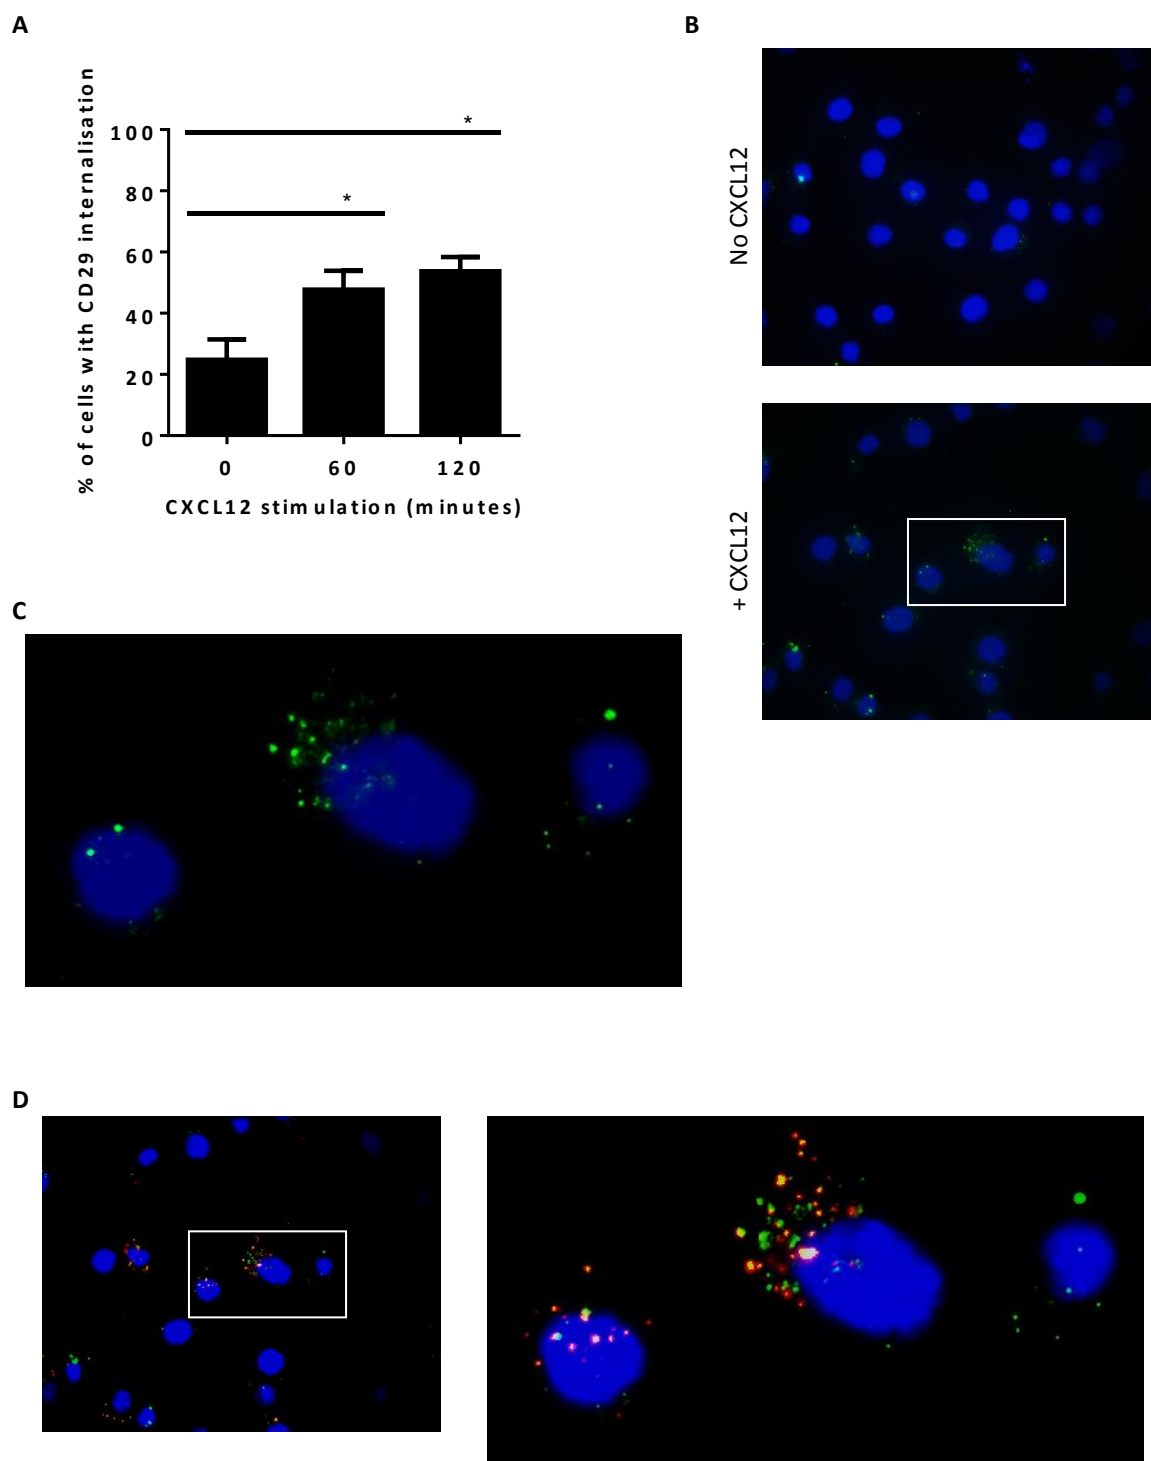 A
B
% of cells with CD29 internalisation
100
80
60
40
20
0
*
*
0 60 120
CXCL12 stimulation (minutes)
No CXCL12
+ CXCL12
C
D